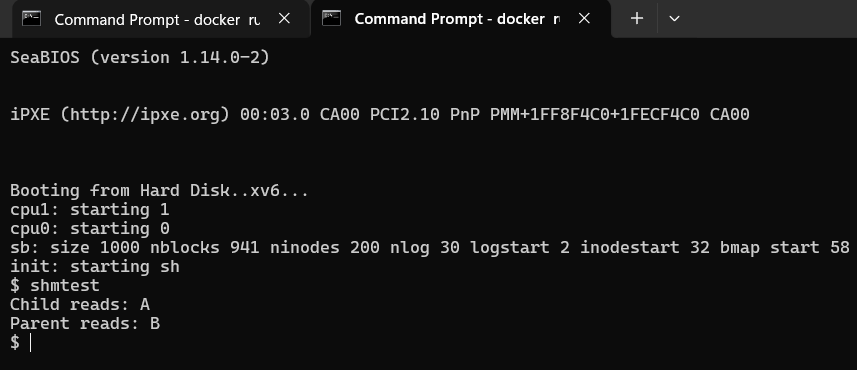 Command Prompt - docker ru
Command Prompt - docker r
SeaBIOS (version 1.14.0-2)
iPXE (http://ipxe.org) 00:03.0 CA00 PCI2.10 PnP PMM+1FF8F4C0+1FECF4C0 CA00
Booting from Hard Disk..xv6...
cpu1: starting 1
cpu0: starting 0
sb: size 1000 nblocks 941 ninodes 200 nlog 30 logstart 2 inodestart 32 bmap start 58
init: starting sh
$ shmtest
Child reads: A
Parent reads: B
$